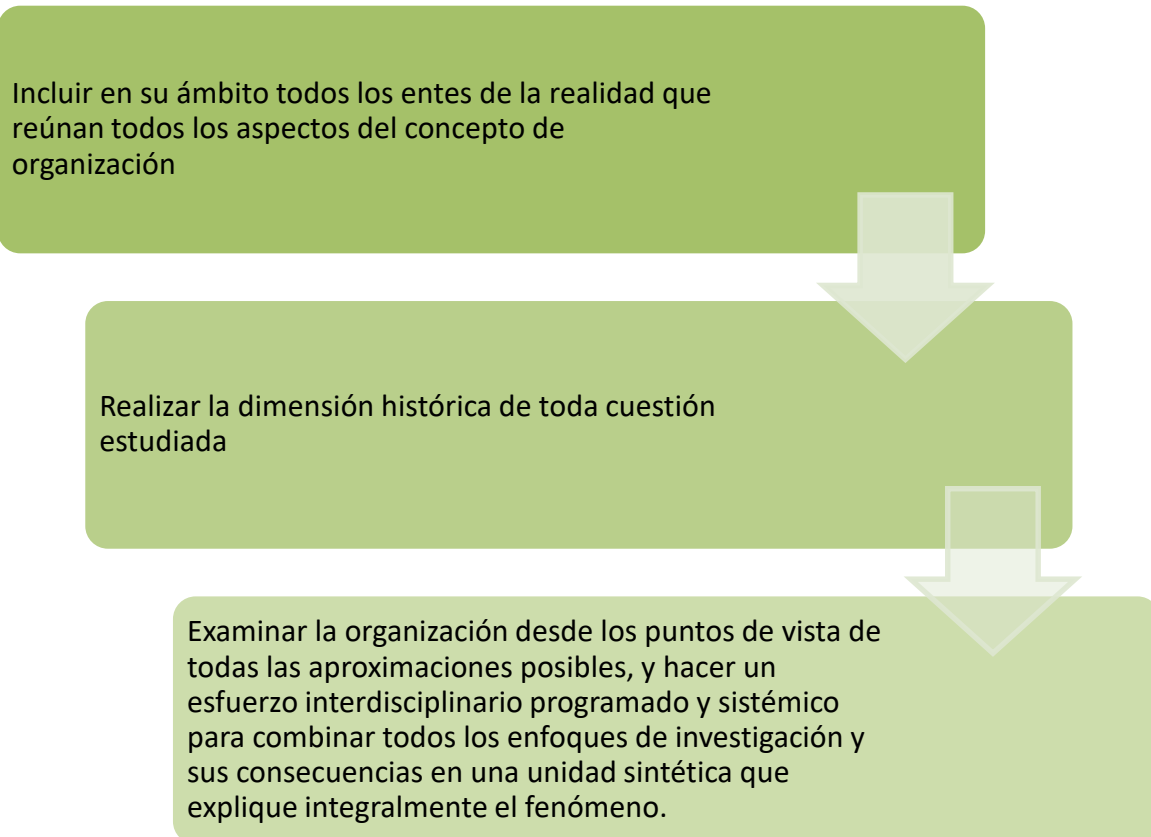 Incluir en su ámbito todos los entes de la realidad que
reúnan todos los aspectos del concepto de
organización
Realizar la dimensión histórica de toda cuestión
estudiada
Examinar la organización desde los puntos de vista de
todas las aproximaciones posibles, y hacer un
esfuerzo interdisciplinario programado y sistémico
para combinar todos los enfoques de investigación y
sus consecuencias en una unidad sintética que
explique integralmente el fenómeno.